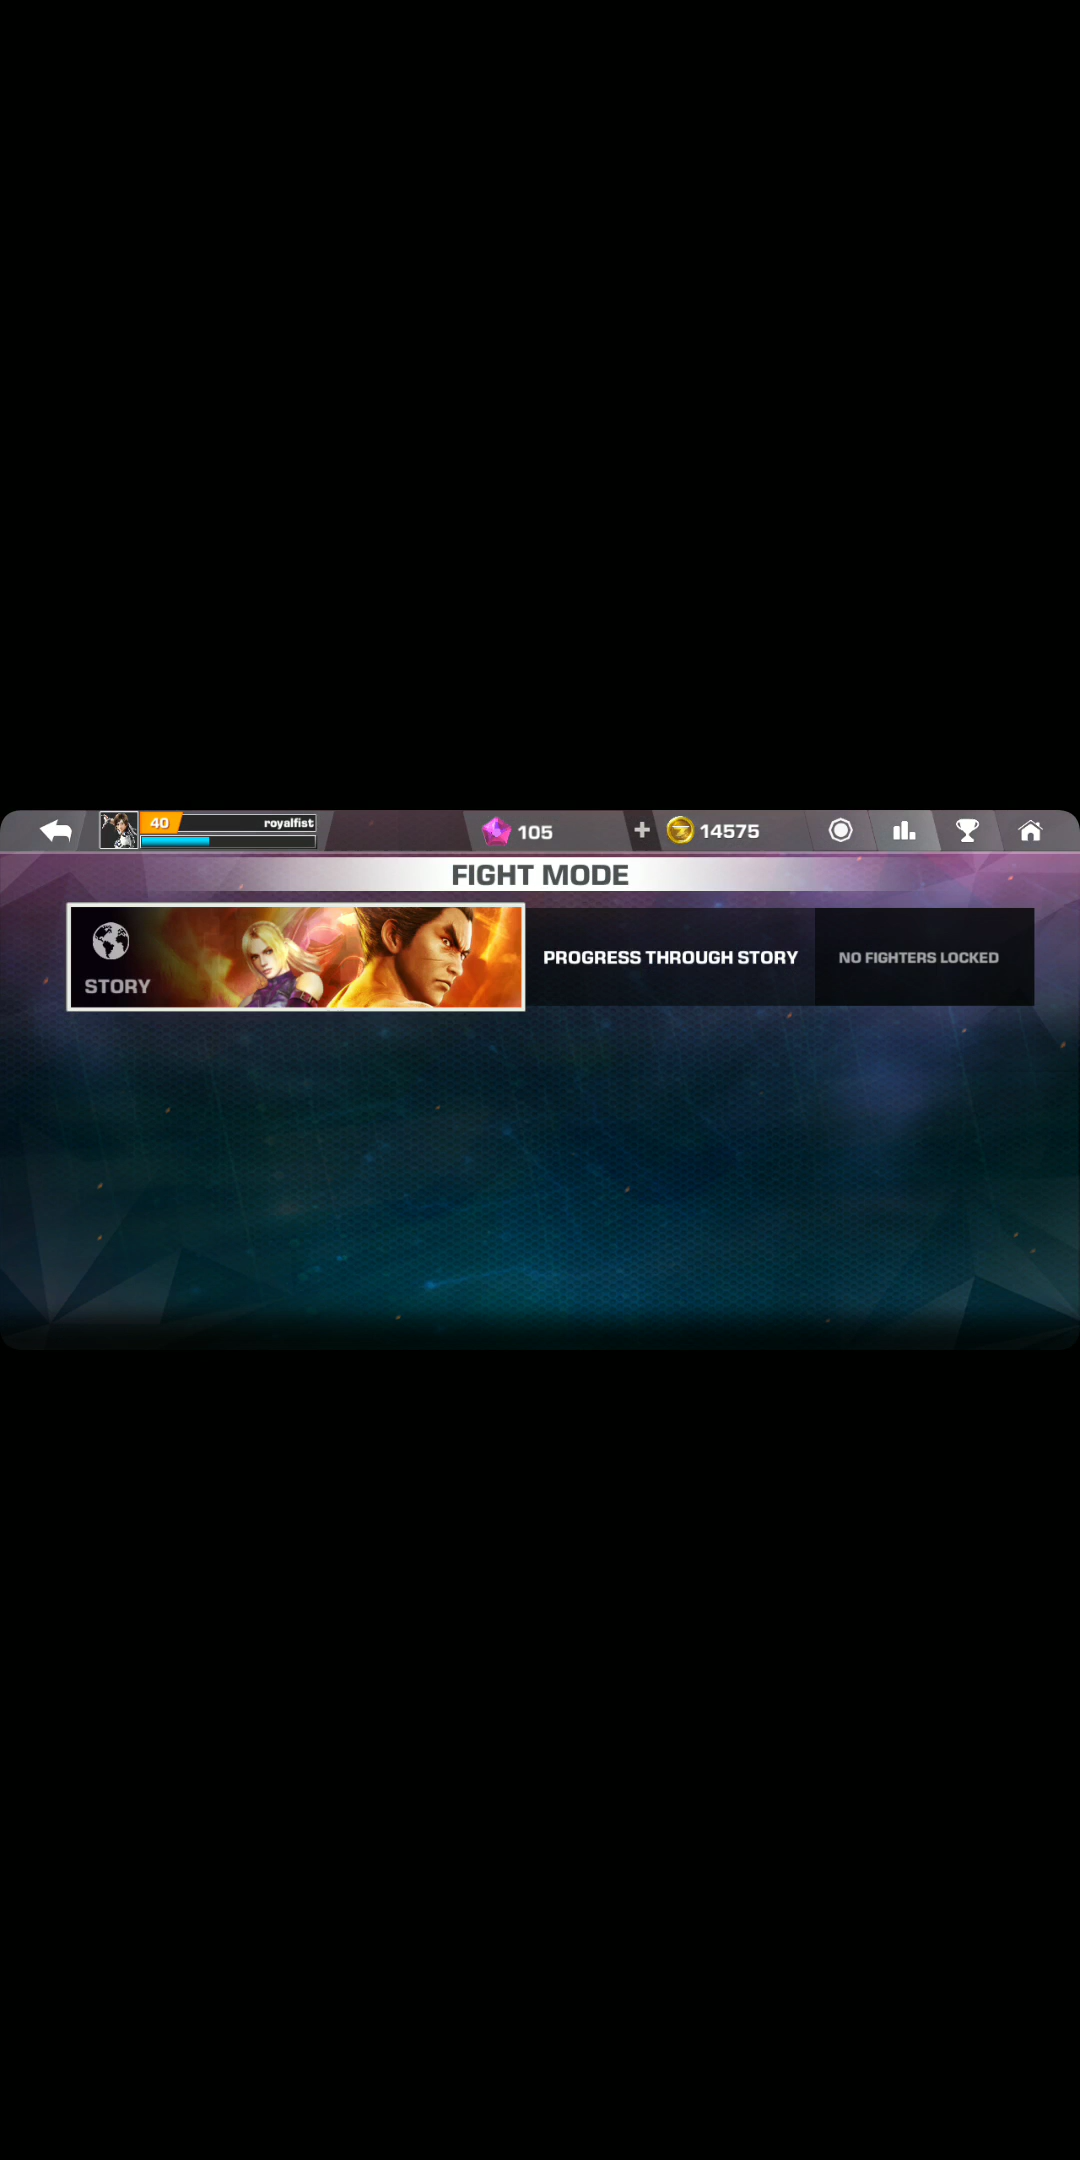 40 royalfist
105
14575
FIGHT MODE
STORY
PROGRESS THROUGH STORY
NO FIGHTERS LOCKED